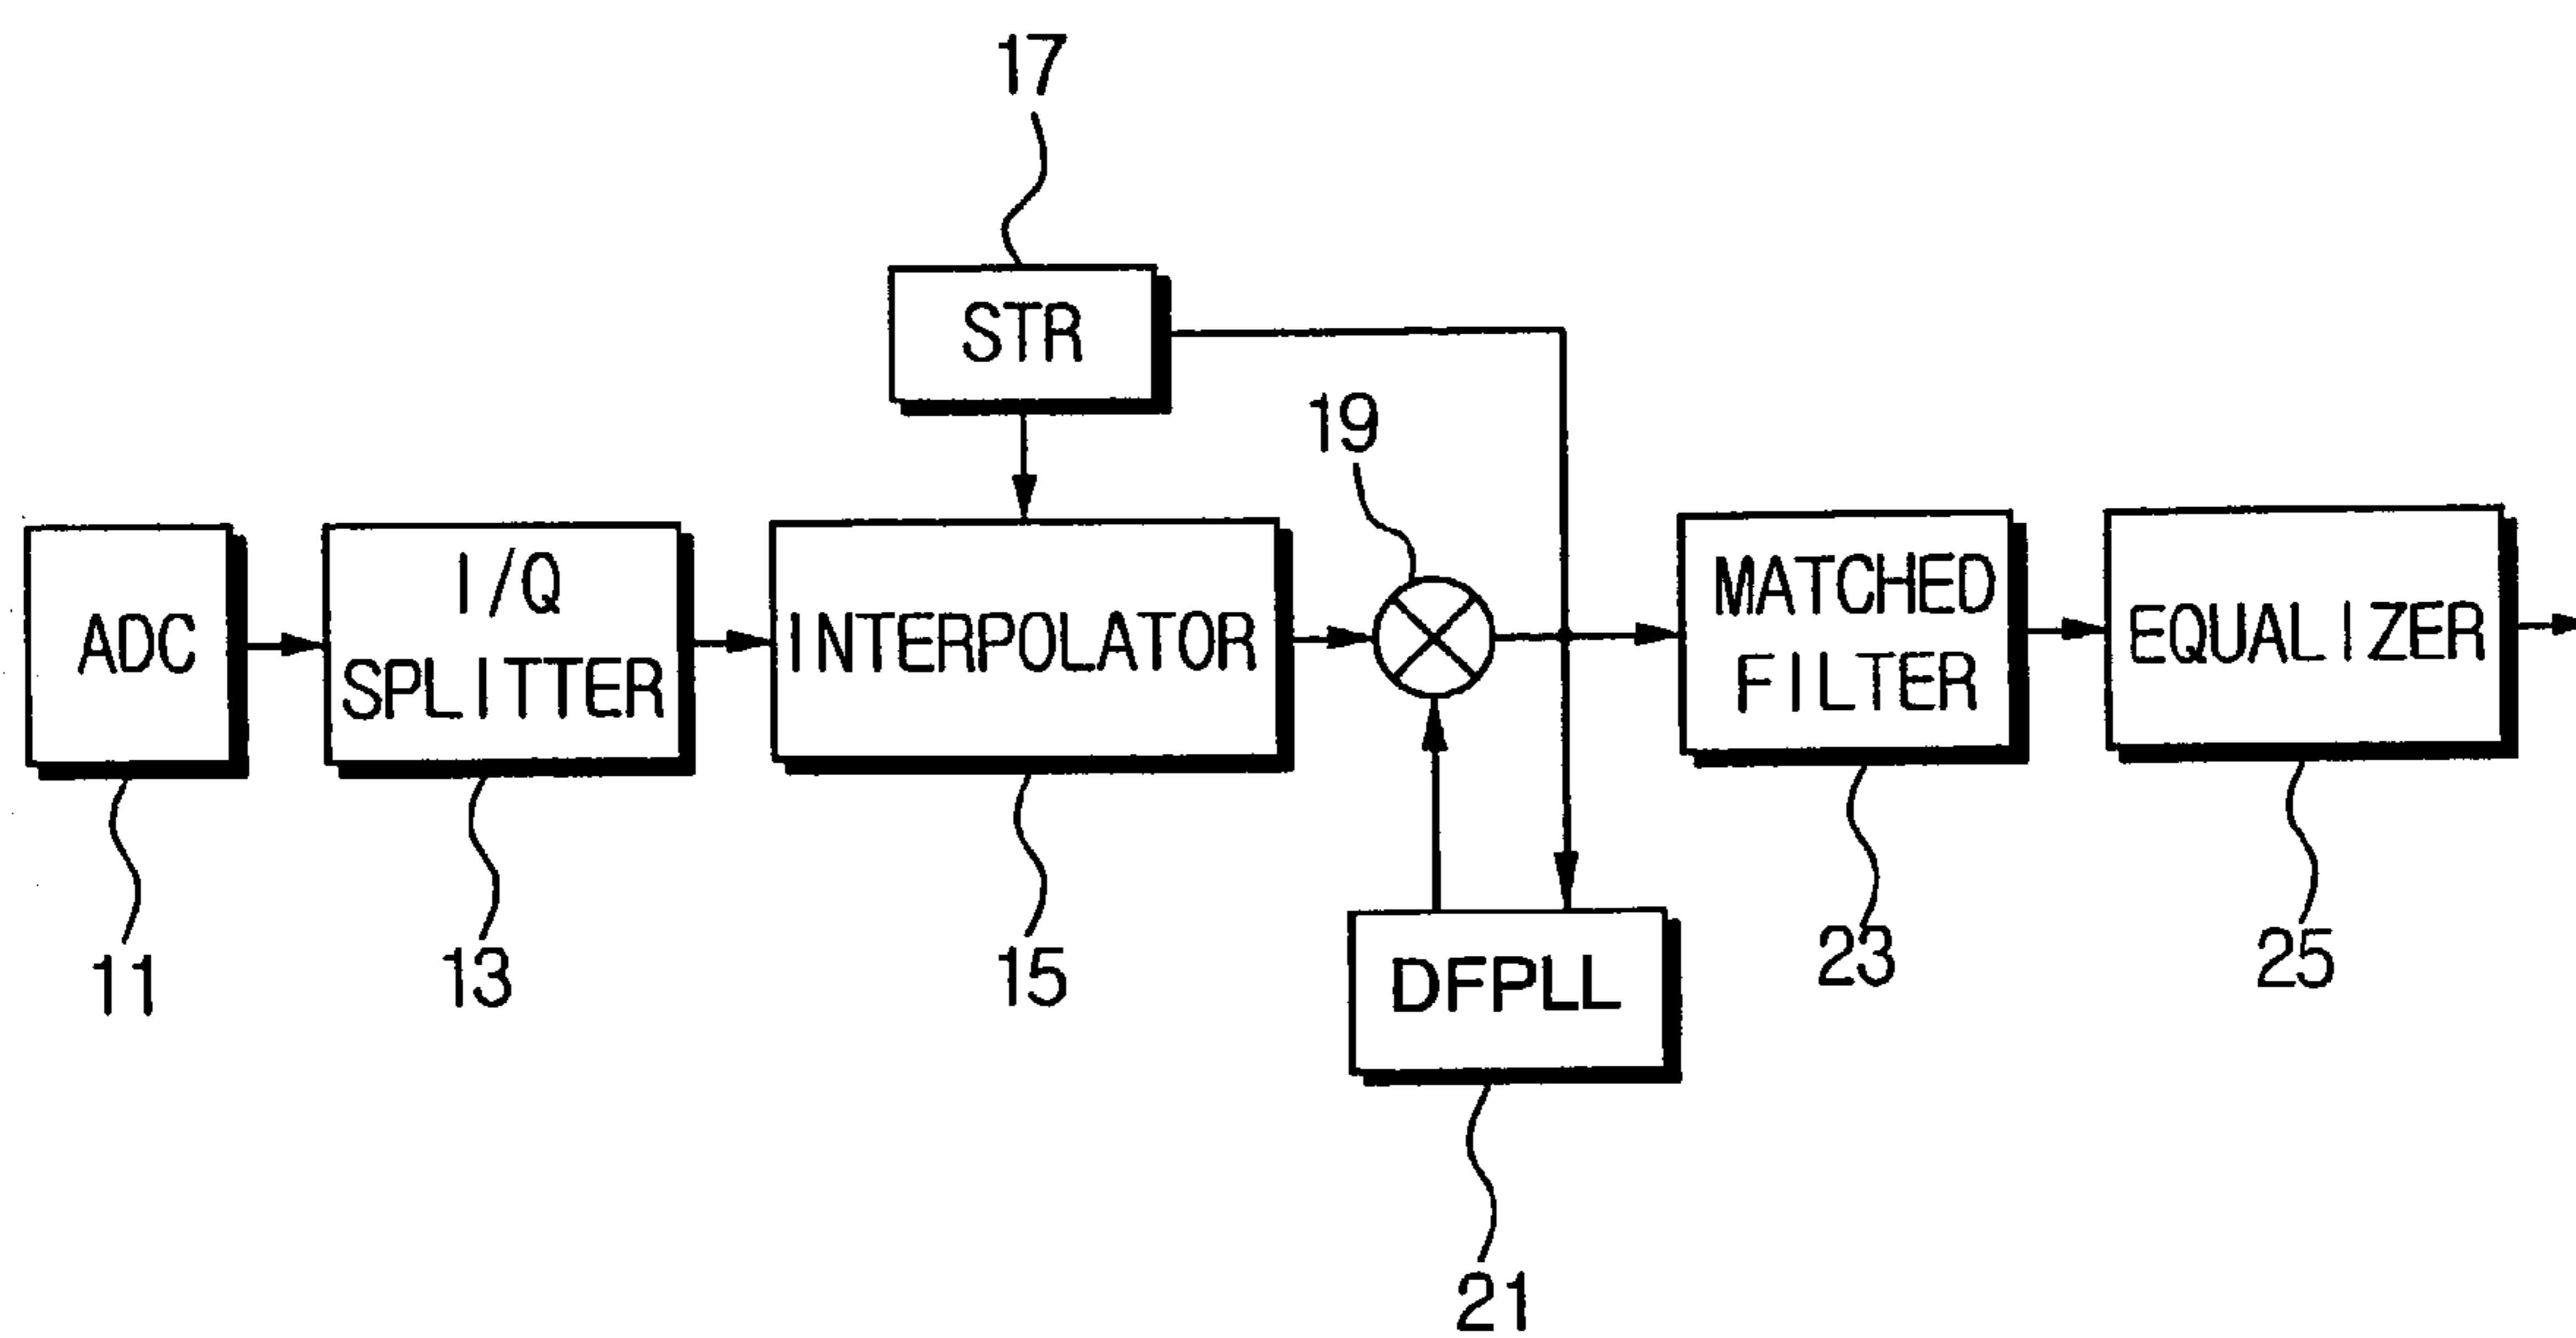 17
STR
19
ADC
I/Q
SPLITTER
INTERPOLATOR
MATCHED
FILTER
EQUALIZER
11
13
15
DFPLL
23
25
21